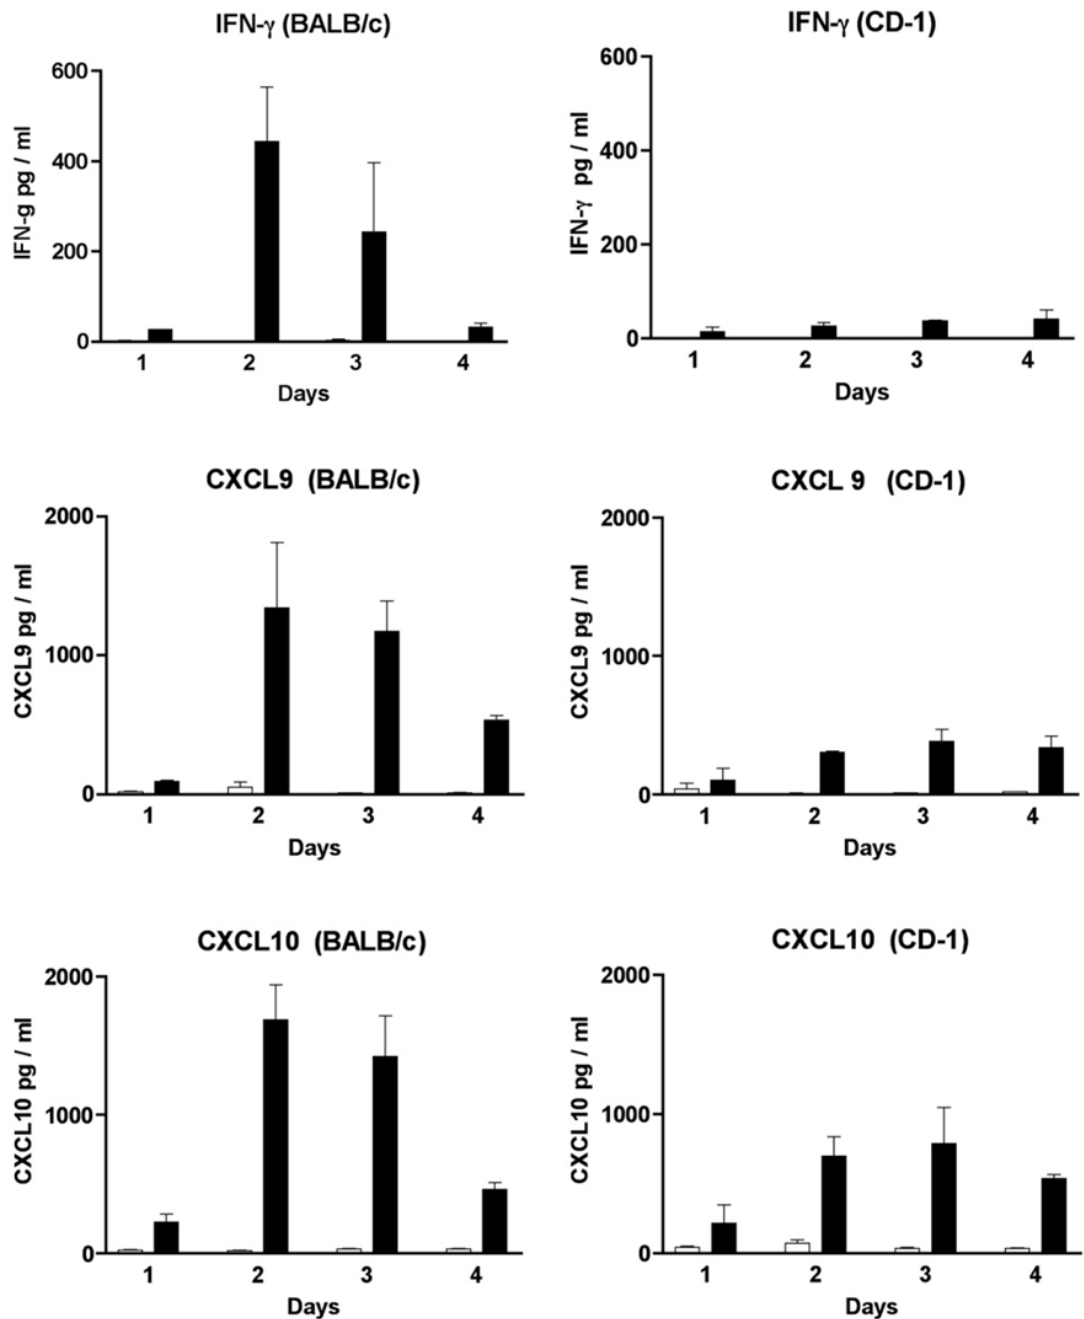 IFN-γ (BALB/c)
600
400
200
0
IFN-g pg / ml
1 2 3 4
Days
IFN-γ (CD-1)
600
400
200
0
IFN-γ pg / ml
1 2 3 4
Days
CXCL9 (BALB/c)
2000
1000
0
CXCL9 pg / ml
1 2 3 4
Days
CXCL 9 (CD-1)
2000
1000
0
CXCL9 pg / ml
1 2 3 4
Days
CXCL10 (BALB/c)
2000
1000
0
CXCL10 pg / ml
1 2 3 4
Days
CXCL10 (CD-1)
2000
1000
0
CXCL10 pg / ml
1 2 3 4
Days